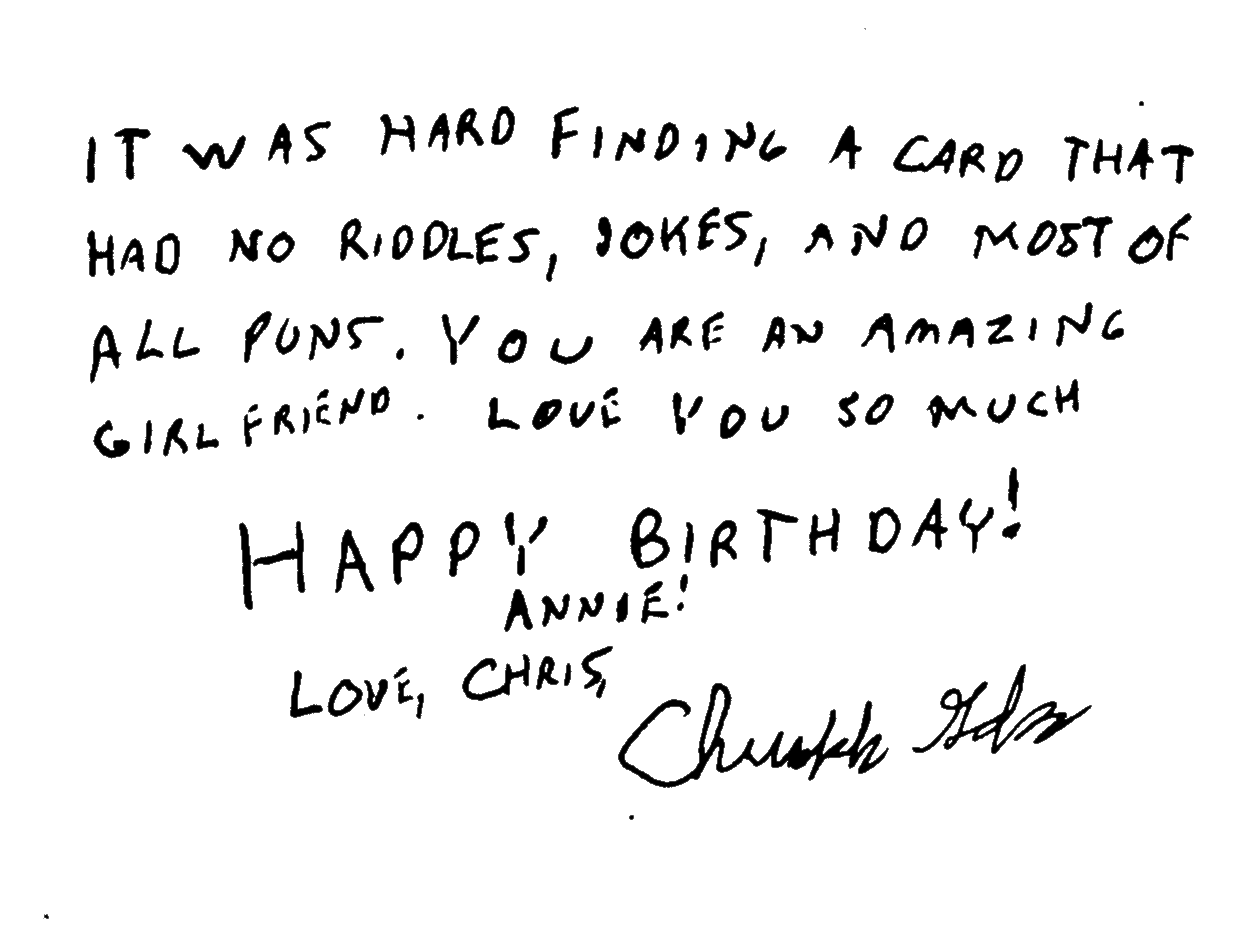 IT WAS HARD FINDING A CARD THAT
HAD NO RIDDLES, JOKES, AND MOST OF
ALL PUNS. YOU ARE AN AMAZING
GIRLFRIEND. LOVE YOU SO MUCH
HAPPY BIRTHDAY!
ANNIE!
LOVE, CHRIS,